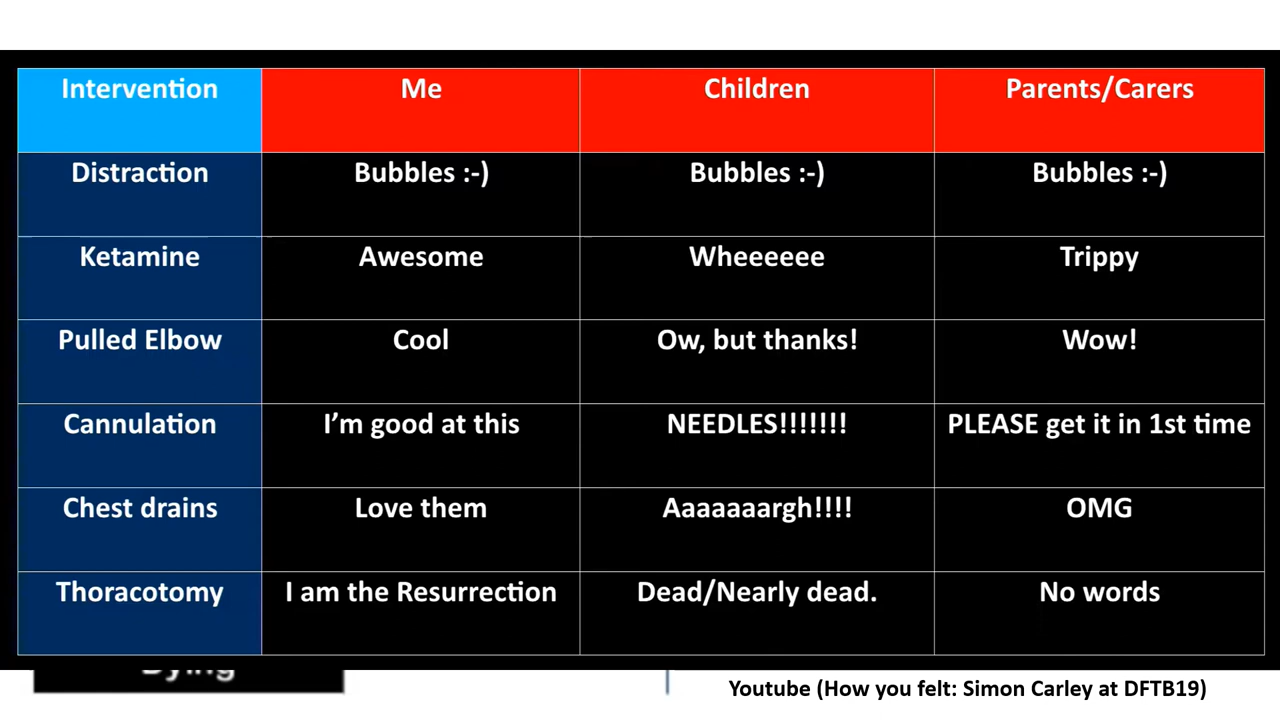 Intervention Me Children Parents/Carers
Distraction Bubbles :-) Bubbles :-) Bubbles :-)
Ketamine Awesome Wheeeeee Trippy
Pulled Elbow Cool Ow, but thanks! Wow!
Cannulation I'm good at this NEEDLES!!!!!!! PLEASE get it in 1st time
Chest drains Love them Aaaaaaargh!!!! OMG
Thoracotomy I am the Resurrection Dead/Nearly dead. No words
Dying
Youtube (How you felt: Simon Carley at DFTB19)